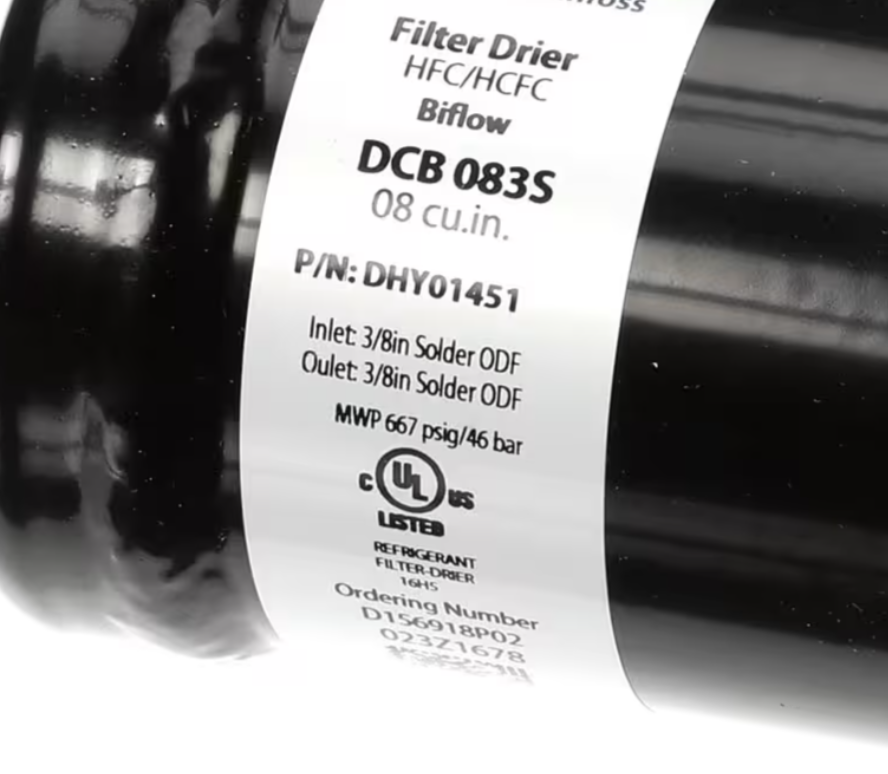 Filter Drier
HFC/HCFC
Biflow
DCB 083S
08 cu.in.
P/N: DHY01451
Inlet: 3/8in Solder ODF
Oulet: 3/8in Solder ODF
MWP 667 psig/46 bar
C UL US
LISTED
REFRIGERANT
FILTER-DRIER
16H5
Ordering Number
D156918P02
023Z1678